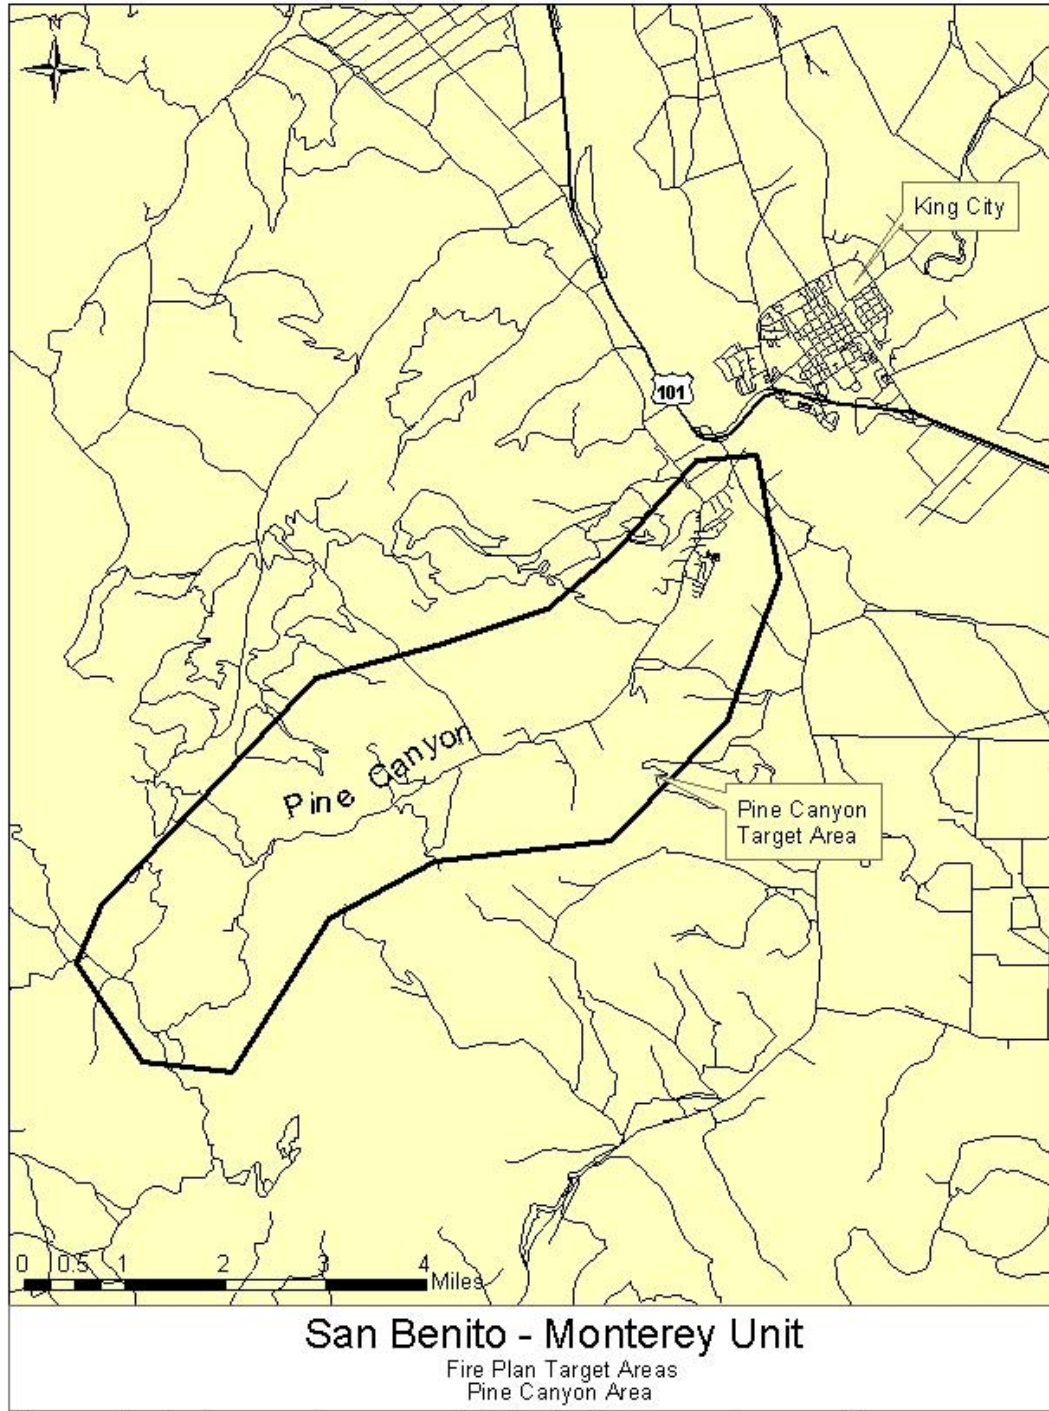 N
King City
101
Pine Canyon
Pine Canyon
Target Area
0 0.5 1 2 3 4
Miles
San Benito - Monterey Unit
Fire Plan Target Areas
Pine Canyon Area